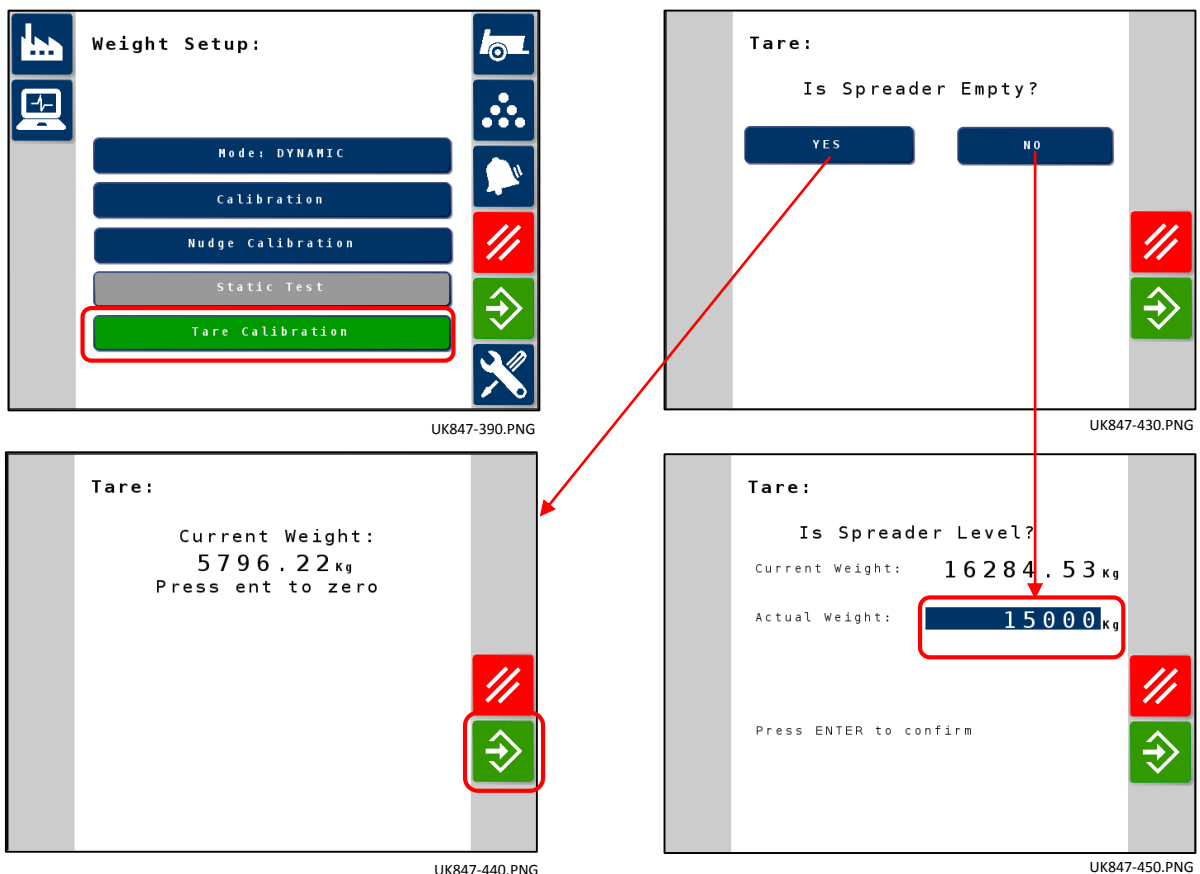 Weight Setup:
Mode: DYNAMIC
Calibration
Nudge Calibration
Static Test
Tare Calibration
UK847-390.PNG
Tare:
Is Spreader Empty?
YES
NO
UK847-430.PNG
Tare:
Current Weight:
5796.22Kg
Press ent to zero
UK847-440.PNG
Tare:
Is Spreader Level?
Current Weight: 16284.53Kg
Actual Weight: 15000Kg
Press ENTER to confirm
UK847-450.PNG